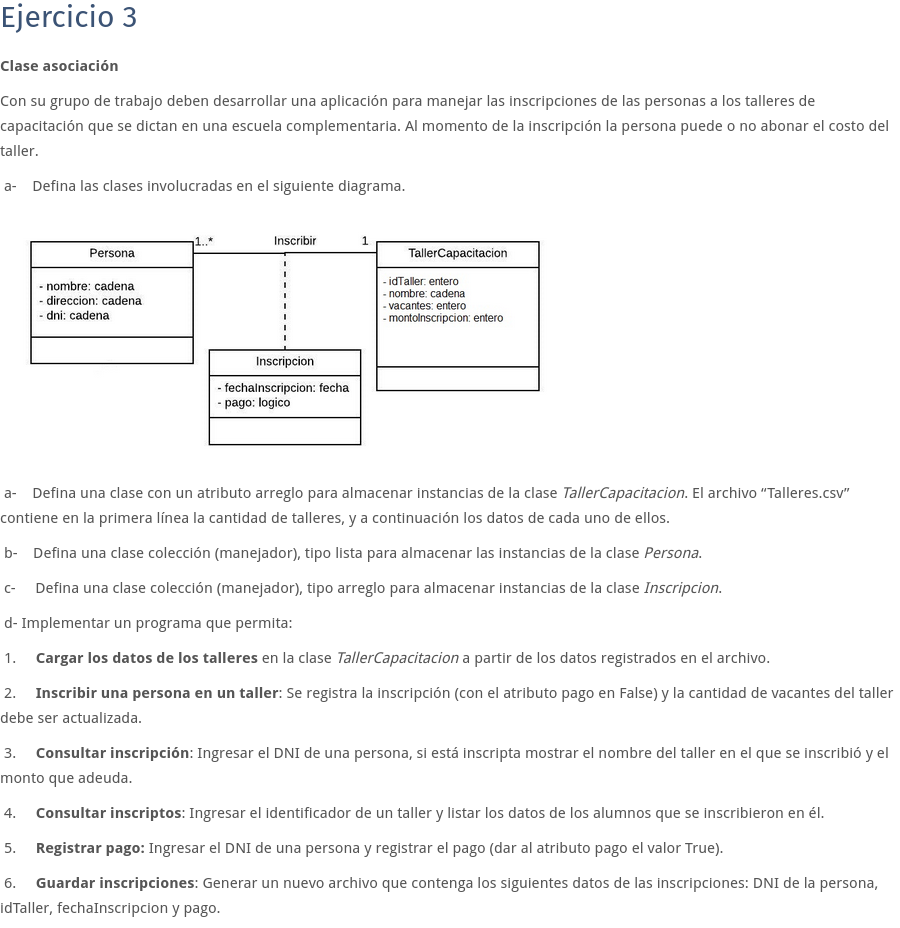 Ejercicio 3
Clase asociación
Con su grupo de trabajo deben desarrollar una aplicación para manejar las inscripciones de las personas a los talleres de
capacitación que se dictan en una escuela complementaria. Al momento de la inscripción la persona puede o no abonar el costo del
taller.
a- Defina las clases involucradas en el siguiente diagrama.
1..* Inscribir 1
Persona
- nombre: cadena
- direccion: cadena
- dni: cadena
TallerCapacitacion
- idTaller: entero
- nombre: cadena
- vacantes: entero
- montoInscripcion: entero
Inscripcion
- fechaInscripcion: fecha
- pago: logico
a- Defina una clase con un atributo arreglo para almacenar instancias de la clase TallerCapacitacion. El archivo “Talleres.csv”
contiene en la primera línea la cantidad de talleres, y a continuación los datos de cada uno de ellos.
b- Defina una clase colección (manejador), tipo lista para almacenar las instancias de la clase Persona.
c- Defina una clase colección (manejador), tipo arreglo para almacenar instancias de la clase Inscripcion.
d- Implementar un programa que permita:
1. Cargar los datos de los talleres en la clase TallerCapacitacion a partir de los datos registrados en el archivo.
2. Inscribir una persona en un taller: Se registra la inscripción (con el atributo pago en False) y la cantidad de vacantes del taller
debe ser actualizada.
3. Consultar inscripción: Ingresar el DNI de una persona, si está inscripta mostrar el nombre del taller en el que se inscribió y el
monto que adeuda.
4. Consultar inscriptos: Ingresar el identificador de un taller y listar los datos de los alumnos que se inscribieron en él.
5. Registrar pago: Ingresar el DNI de una persona y registrar el pago (dar al atributo pago el valor True).
6. Guardar inscripciones: Generar un nuevo archivo que contenga los siguientes datos de las inscripciones: DNI de la persona,
idTaller, fechaInscripcion y pago.